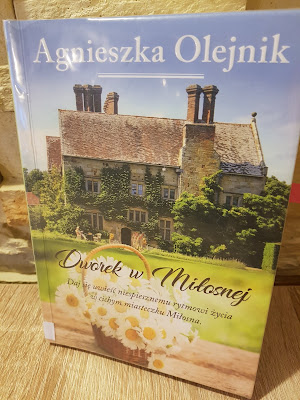 Agnieszka Olejnik
Dworek w Miłosnej
Daj się uwieść niespiesznemu rytmowi życia
w cichym miasteczku Miłosna.